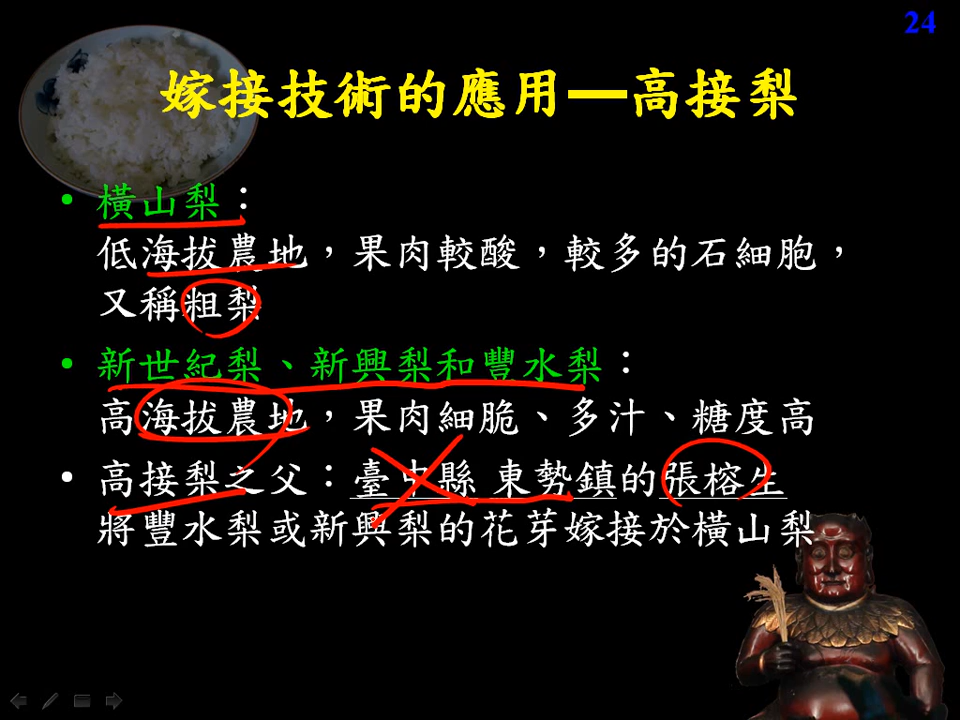 24
嫁接技術的應用—高接梨
• 橫山梨：
低海拔農地，果肉較酸，較多的石細胞，
又稱粗梨
• 新世紀梨、新興梨和豐水梨：
高海拔農地，果肉細脆、多汁、糖度高
• 高接梨之父：臺中縣 東勢鎮的張榕生
將豐水梨或新興梨的花芽嫁接於橫山梨